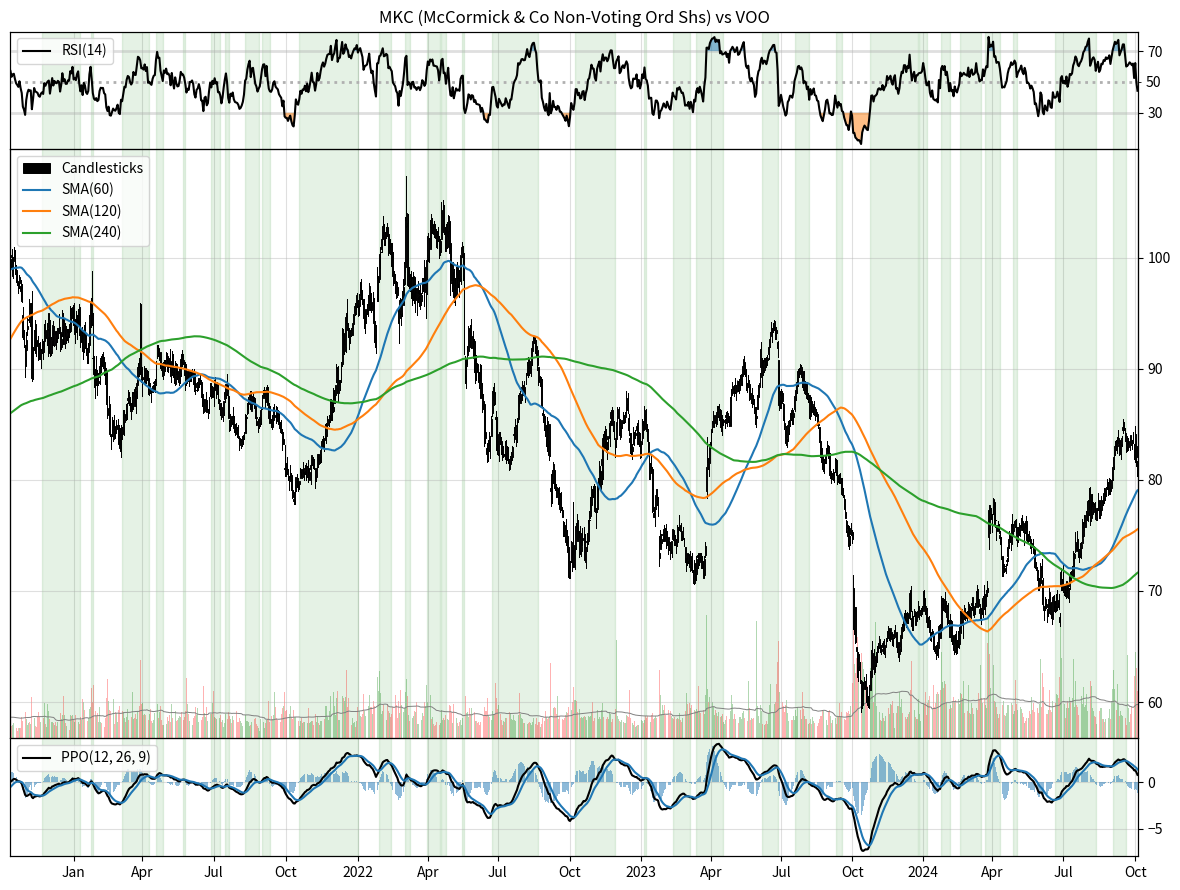 MKC (McCormick & Co Non-Voting Ord Shs) vs VOO
RSI(14)
70
50
30
Candlesticks
SMA(60)
SMA(120)
SMA(240)
100
90
80
70
60
PPO(12, 26, 9)
0
−5
Jan Apr Jul Oct 2022 Apr Jul Oct 2023 Apr Jul Oct 2024 Apr Jul Oct